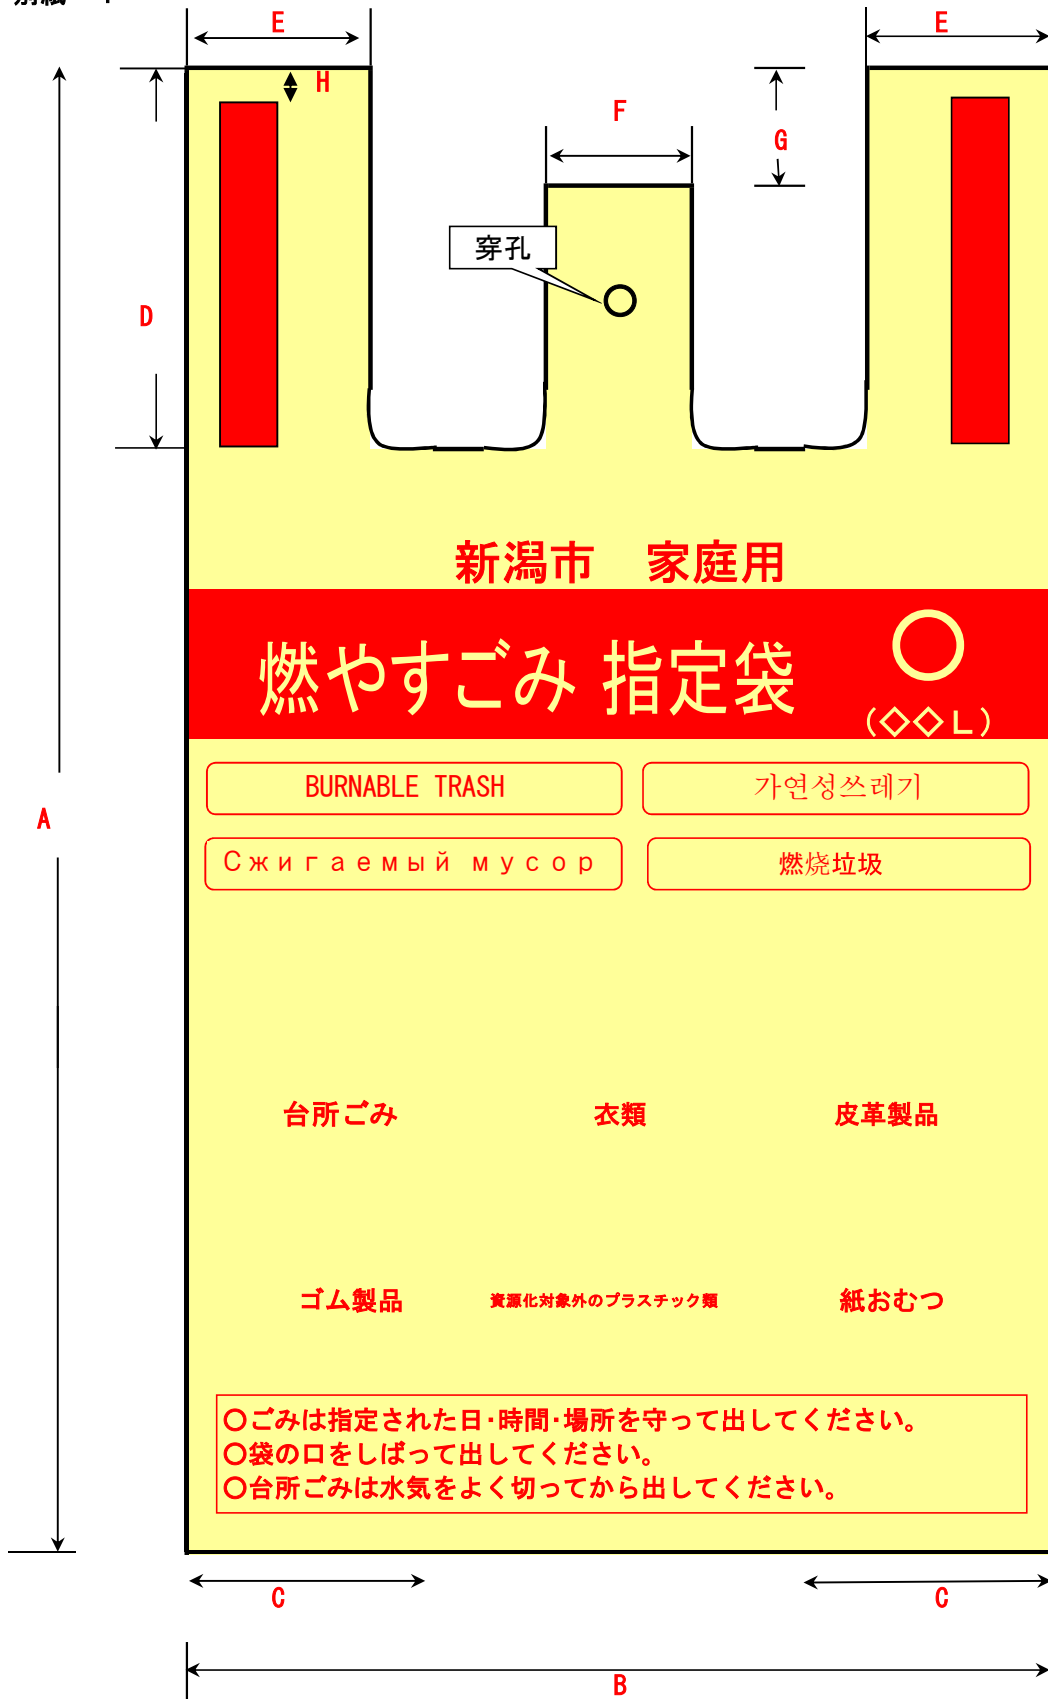 E
E
H
F
G
穿孔
D
新潟市　家庭用
燃やすごみ 指定袋
○
(◇◇L)
BURNABLE TRASH
가연성쓰레기
Сжигаемый мусор
燃烧垃圾
A
台所ごみ
衣類
皮革製品
ゴム製品
資源化対象外のプラスチック類
紙おむつ
○ごみは指定された日・時間・場所を守って出してください。
○袋の口をしばって出してください。
○台所ごみは水気をよく切ってから出してください。
C
C
B